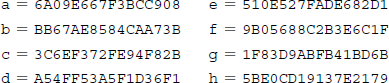 a = 6A09E667F3BCC908 e = 510E527FADE682D1
b = BB67AE8584CAA73B f = 9B05688C2B3E6C1F
c = 3C6EF372FE94F82B g = 1F83D9ABFB41BD6B
d = A54FF53A5F1D36F1 h = 5BE0CD19137E2179